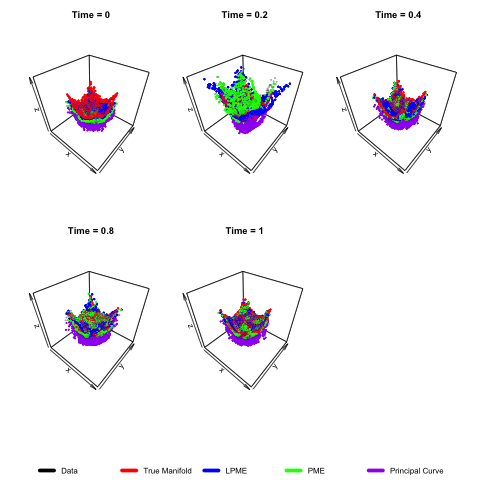 Time = 0 Time = 0.2 Time = 0.4
z x y z x y z x y
Time = 0.8 Time = 1
z x y z x y
Data True Manifold LPME PME Principal Curve